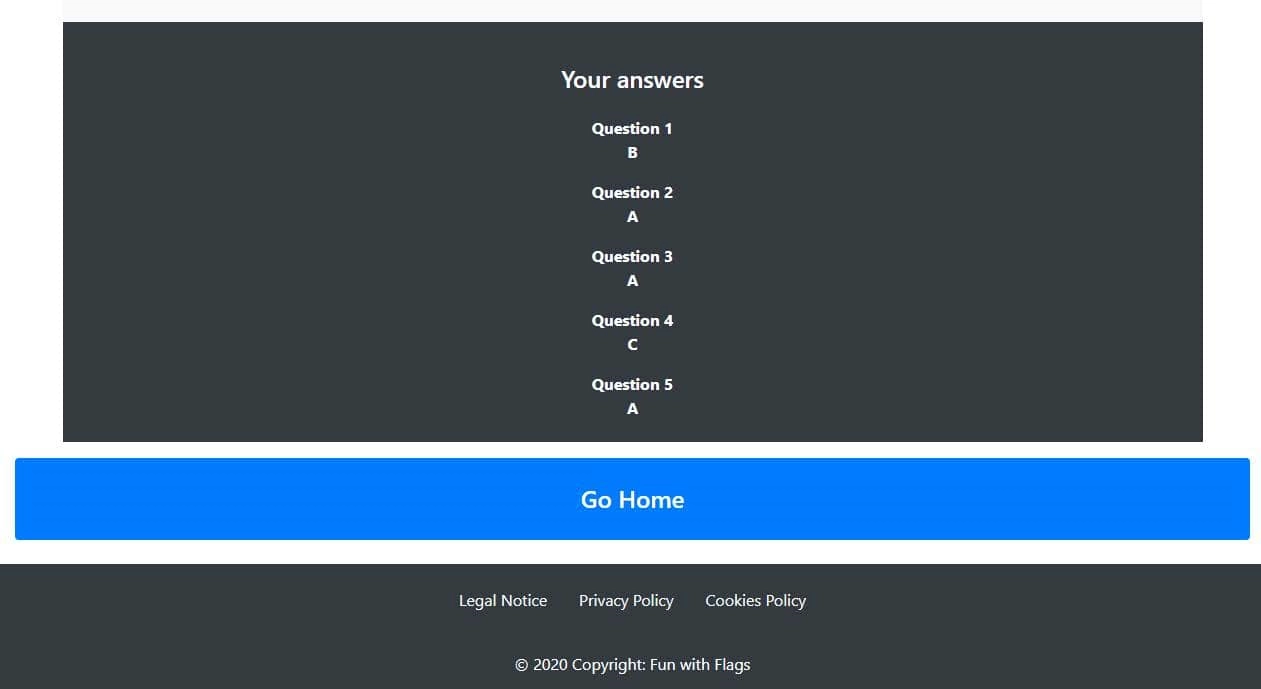 Your answers
Question 1
B
Question 2
A
Question 3
A
Question 4
C
Question 5
A
Go Home
Legal Notice Privacy Policy Cookies Policy
© 2020 Copyright: Fun with Flags